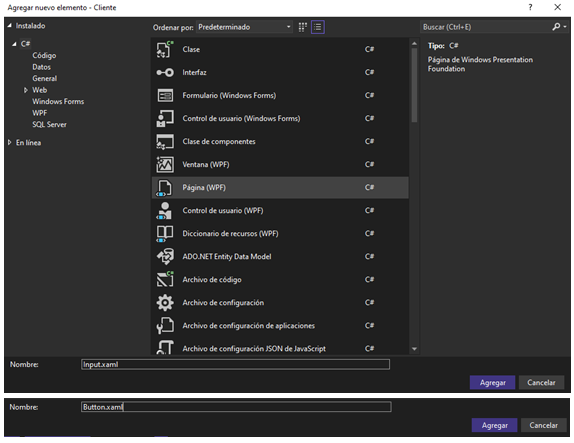 Agregar nuevo elemento - Cliente
? ×
Instalado
C#
Código
Datos
General
Web
Windows Forms
WPF
SQL Server
En línea
Ordenar por: Predeterminado
Clase C#
Interfaz C#
Formulario (Windows Forms) C#
Control de usuario (Windows Forms) C#
Clase de componentes C#
Ventana (WPF) C#
Página (WPF) C#
Control de usuario (WPF) C#
Diccionario de recursos (WPF) C#
ADO.NET Entity Data Model C#
Archivo de código C#
Archivo de configuración C#
Archivo de configuración de aplicaciones C#
Archivo de configuración JSON de JavaScript C#
Buscar (Ctrl+E)
Tipo: C#
Página de Windows Presentation
Foundation
Nombre: Input.xaml
Agregar Cancelar
Nombre: Button.xaml
Agregar Cancelar